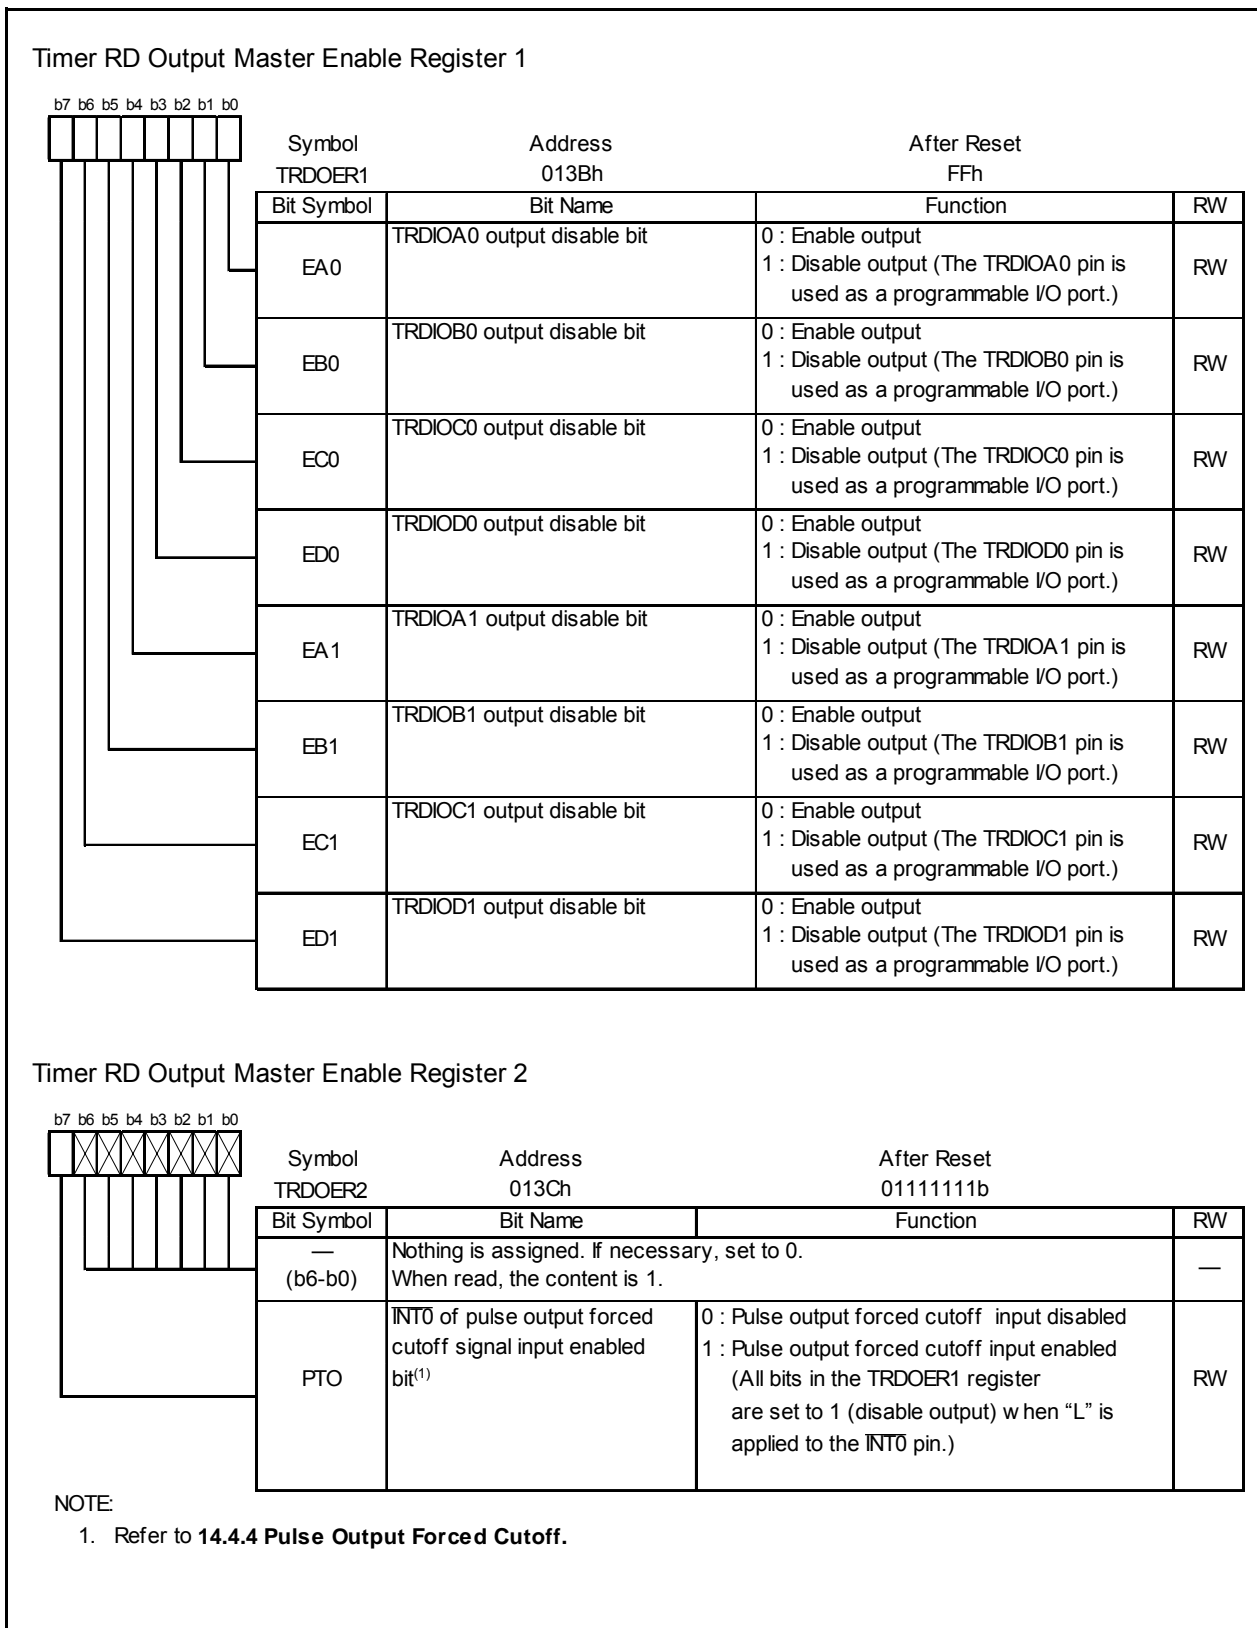 Timer RD Output Master Enable Register 1
b7 b6 b5 b4 b3 b2 b1 b0
Symbol Address After Reset
TRDOER1 013Bh FFh
Bit Symbol Bit Name Function RW
EA0 TRDIOA0 output disable bit 0 : Enable output
1 : Disable output (The TRDIOA0 pin is
used as a programmable I/O port.) RW
EB0 TRDIOB0 output disable bit 0 : Enable output
1 : Disable output (The TRDIOB0 pin is
used as a programmable I/O port.) RW
EC0 TRDIOC0 output disable bit 0 : Enable output
1 : Disable output (The TRDIOC0 pin is
used as a programmable I/O port.) RW
ED0 TRDIOD0 output disable bit 0 : Enable output
1 : Disable output (The TRDIOD0 pin is
used as a programmable I/O port.) RW
EA1 TRDIOA1 output disable bit 0 : Enable output
1 : Disable output (The TRDIOA1 pin is
used as a programmable I/O port.) RW
EB1 TRDIOB1 output disable bit 0 : Enable output
1 : Disable output (The TRDIOB1 pin is
used as a programmable I/O port.) RW
EC1 TRDIOC1 output disable bit 0 : Enable output
1 : Disable output (The TRDIOC1 pin is
used as a programmable I/O port.) RW
ED1 TRDIOD1 output disable bit 0 : Enable output
1 : Disable output (The TRDIOD1 pin is
used as a programmable I/O port.) RW
Timer RD Output Master Enable Register 2
b7 b6 b5 b4 b3 b2 b1 b0
Symbol Address After Reset
TRDOER2 013Ch 01111111b
Bit Symbol Bit Name Function RW
— Nothing is assigned. If necessary, set to 0.
(b6-b0) When read, the content is 1. —
INT0 of pulse output forced 0 : Pulse output forced cutoff input disabled
cutoff signal input enabled 1 : Pulse output forced cutoff input enabled
PTO bit(1) (All bits in the TRDOER1 register RW
are set to 1 (disable output) when “L” is
applied to the INT0 pin.)
NOTE:
1. Refer to 14.4.4 Pulse Output Forced Cutoff.